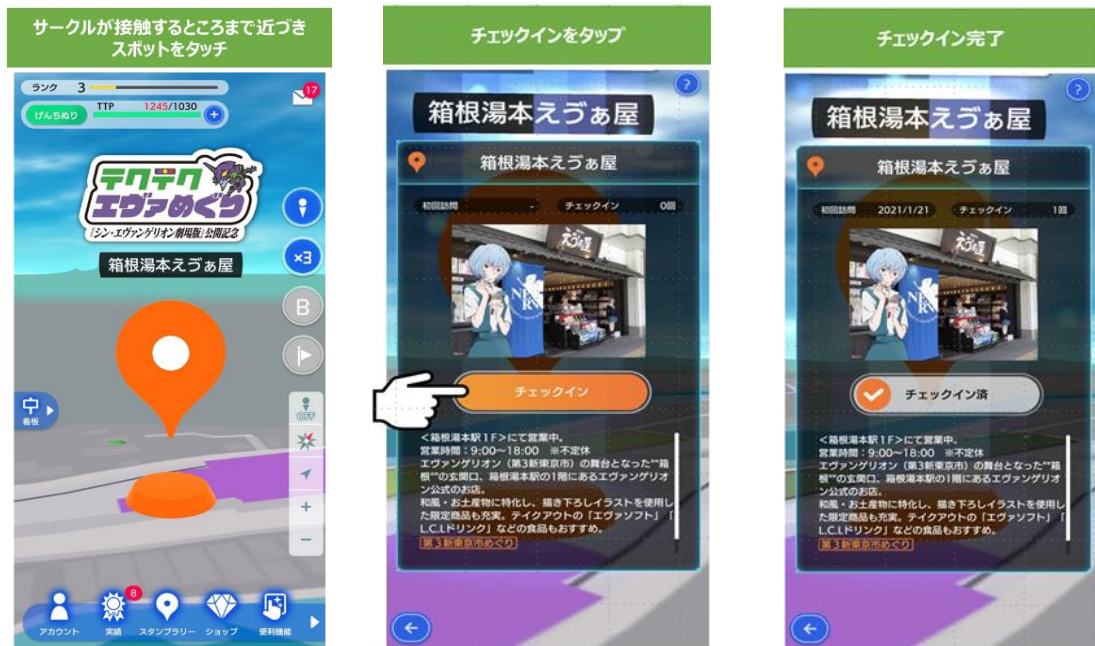 サークルが接触するところまで近づき
スポットをタッチ
ランク 3
17
げんちぬり
TTP 1245/1030
+
テクテク
エヴァめぐり
『シン・エヴァンゲリオン劇場版』公開記念
箱根湯本えゔぁ屋
×3
B
中
看板
OFF
+
−
8
アカウント
実績
スタンプラリー
ショップ
便利機能
チェックインをタップ
?
箱根湯本えゔぁ屋
箱根湯本えゔぁ屋
初回訪問 - チェックイン 0回
えゔぁ屋
NERV
チェックイン
<箱根湯本駅1F>にて営業中。
営業時間：9:00〜18:00 ※不定休
エヴァンゲリオン（第3新東京市）の舞台となった""箱
根""の玄関口、箱根湯本駅の1階にあるエヴァンゲリオ
ン公式のお店。
和風・お土産物に特化し、描き下ろしイラストを使用し
た限定商品も充実。テイクアウトの「エヴァソフト」「
L.C.Lドリンク」などの食品もおすすめ。
第3新東京市めぐり
チェックイン完了
?
箱根湯本えゔぁ屋
箱根湯本えゔぁ屋
初回訪問 2021/1/21 チェックイン 1回
えゔぁ屋
NERV
チェックイン済
<箱根湯本駅1F>にて営業中。
営業時間：9:00〜18:00 ※不定休
エヴァンゲリオン（第3新東京市）の舞台となった""箱
根""の玄関口、箱根湯本駅の1階にあるエヴァンゲリオ
ン公式のお店。
和風・お土産物に特化し、描き下ろしイラストを使用し
た限定商品も充実。テイクアウトの「エヴァソフト」「
L.C.Lドリンク」などの食品もおすすめ。
第3新東京市めぐり